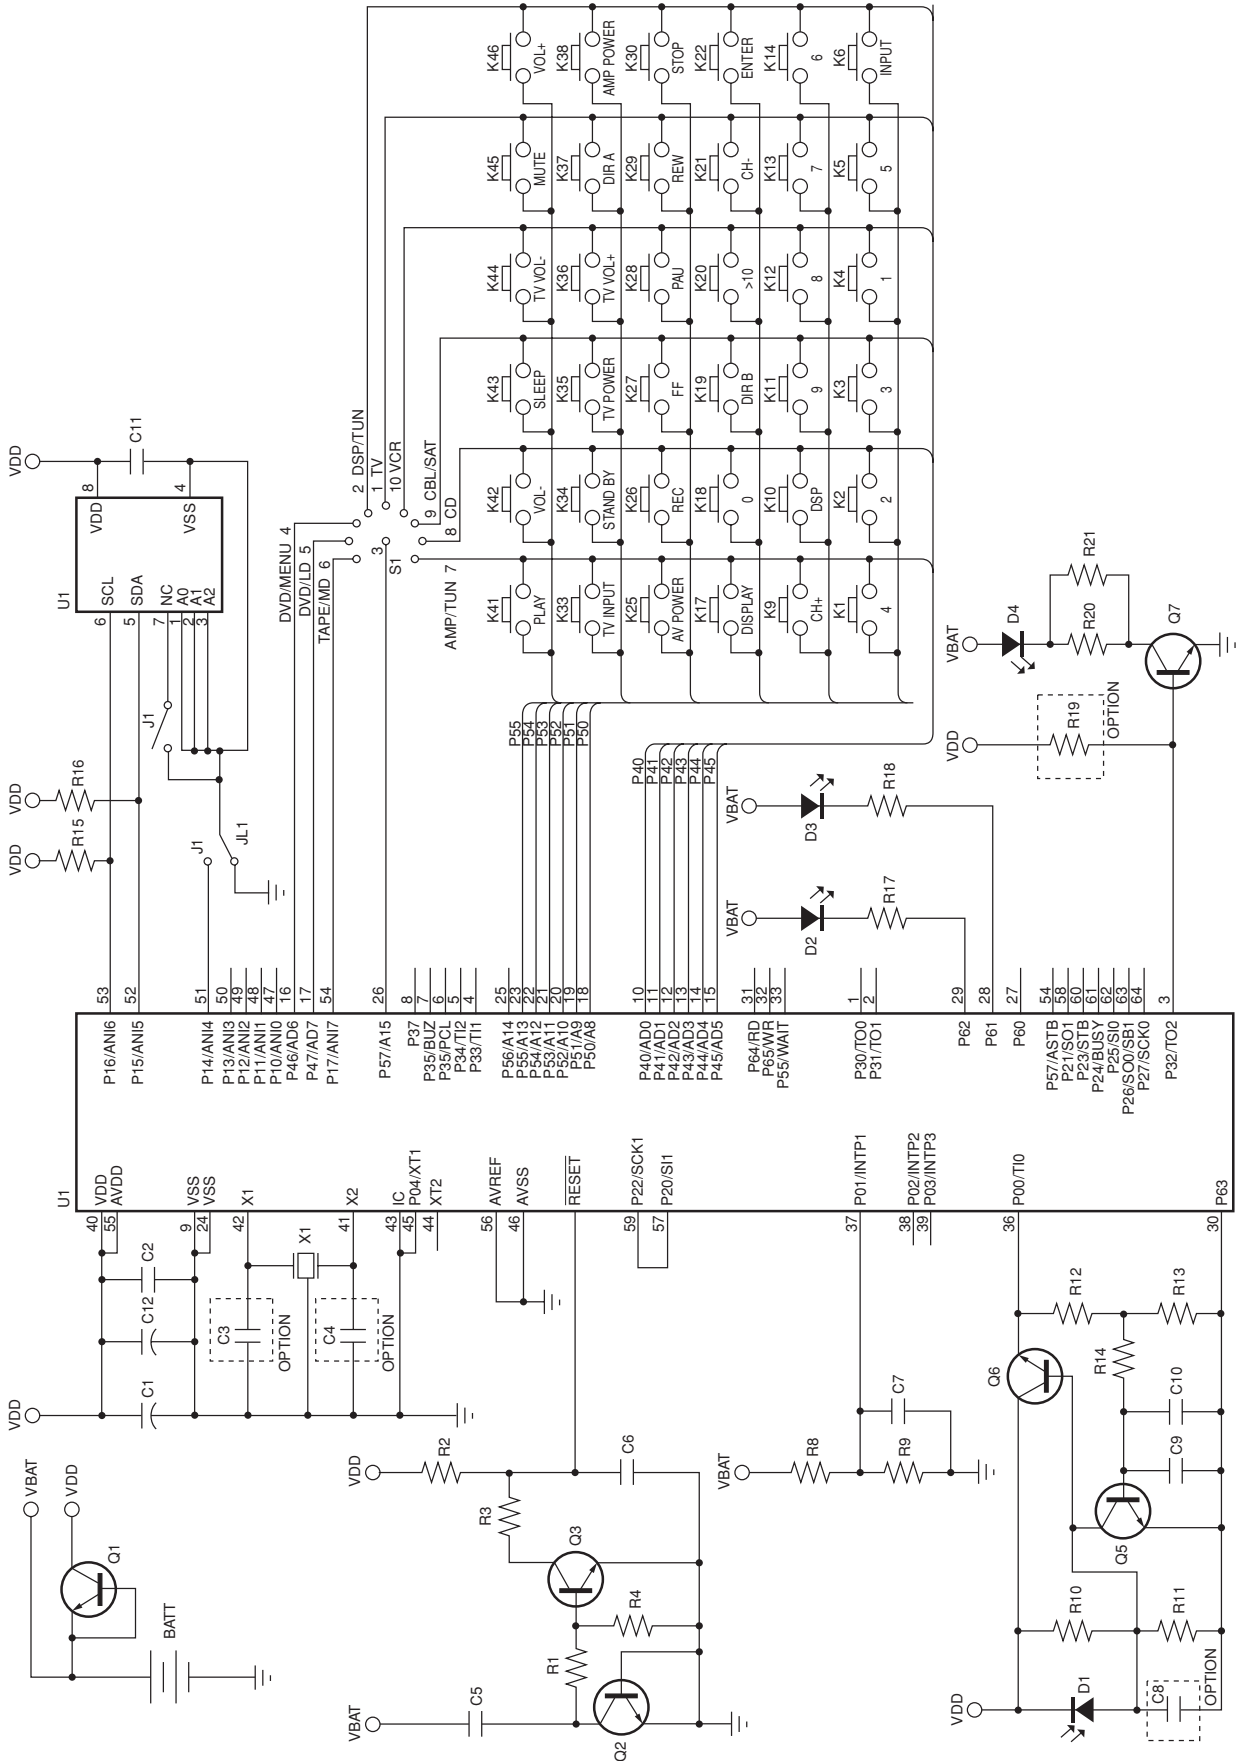 K46
VOL+
K38
AMP POWER
K30
STOP
K22
ENTER
K14
6
K6
INPUT
K45
MUTE
K37
DIR A
K29
REW
K21
CH-
K13
7
K5
5
K44
TV VOL-
K36
TV VOL+
K28
PAU
K20
>10
K12
8
K4
1
K43
SLEEP
K35
TV POWER
K27
FF
K19
DIR B
K11
9
K3
3
K42
VOL-
K34
STAND BY
K26
REC
K18
0
K10
DSP
K2
2
K41
PLAY
K33
TV INPUT
K25
AV POWER
K17
DISPLAY
K9
CH+
K1
4
2 DSP/TUN
1 TV
10 VCR
9 CBL/SAT
8 CD
AMP/TUN 7
DVD/MENU 4
DVD/LD 5
TAPE/MD 6
3
S1
VDD
C11
8
4
VDD
VSS
U1
SCL
SDA
NC
A0
A1
A2
6
5
7
1
2
3
J1
VDD
R16
VDD
R15
J1
JL1
P55
P54
P53
P52
P51
P50
P40
P41
P42
P43
P44
P45
VBAT
D3
R18
VBAT
D2
R17
VBAT
D4
R20
R21
Q7
VDD
R19
OPTION
53
52
51
50
49
48
47
16
17
54
26
8
7
6
5
4
25
23
22
21
20
19
18
10
11
12
13
14
15
31
32
33
1
2
29
28
27
54
58
60
61
62
63
64
3
P16/ANI6
P15/ANI5
P14/ANI4
P13/ANI3
P12/ANI2
P11/ANI1
P10/ANI0
P46/AD6
P47/AD7
P17/ANI7
P57/A15
P37
P35/BUZ
P35/PCL
P34/TI2
P33/TI1
P56/A14
P55/A13
P54/A12
P53/A11
P52/A10
P51/A9
P50/A8
P40/AD0
P41/AD1
P42/AD2
P43/AD3
P44/AD4
P45/AD5
P64/RD
P65/WR
P55/WAIT
P30/TO0
P31/TO1
P62
P61
P60
P57/ASTB
P21/SO1
P23/STB
P24/BUSY
P25/SI0
P26/SO0/SB1
P27/SCK0
P32/TO2
U1
VDD
AVDD
VSS
VSS
X1
X2
IC
P04/XT1
XT2
AVREF
AVSS
RESET
P22/SCK1
P20/SI1
P01/INTP1
P02/INTP2
P03/INTP3
P00/TI0
P63
40
55
9
24
42
41
43
45
44
56
46
59
57
37
38
39
36
30
VDD
C1
C12
C2
C3
OPTION
X1
C4
OPTION
VBAT
VDD
Q1
BATT
VDD
R2
R3
C6
Q3
R4
R1
VBAT
C5
Q2
VBAT
R8
R9
C7
R12
R13
R14
Q6
C10
C9
Q5
R10
R11
VDD
D1
C8
OPTION